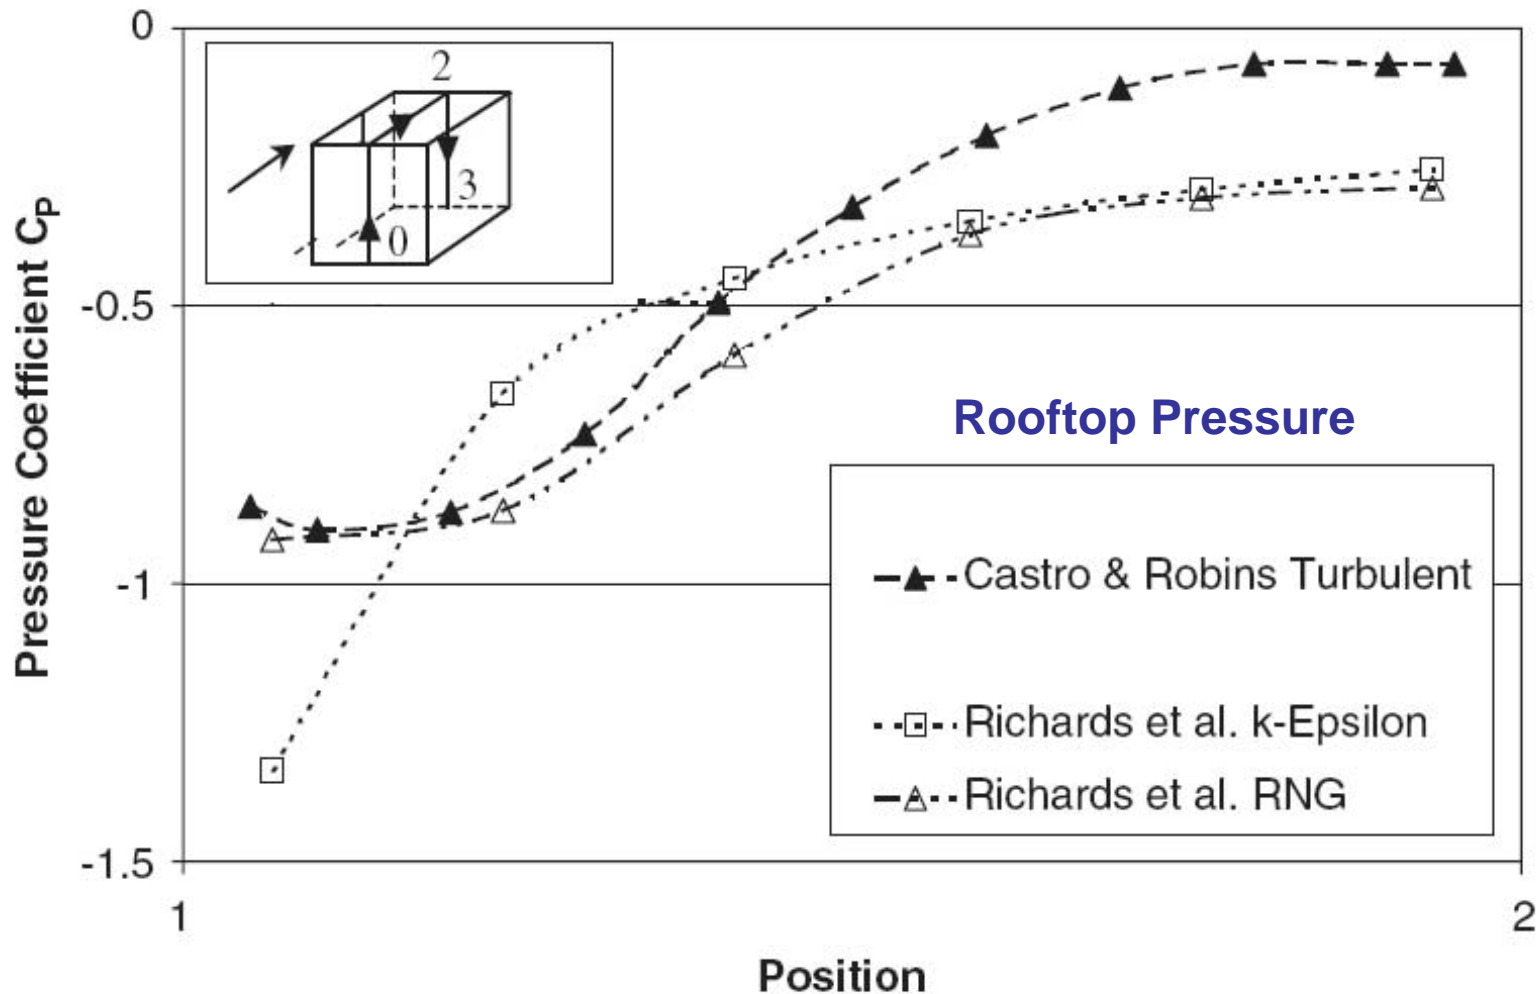 0
-0.5
-1
-1.5
Pressure Coefficient CP
2
3
0
Rooftop Pressure
Castro & Robins Turbulent
Richards et al. k-Epsilon
Richards et al. RNG
1
2
Position